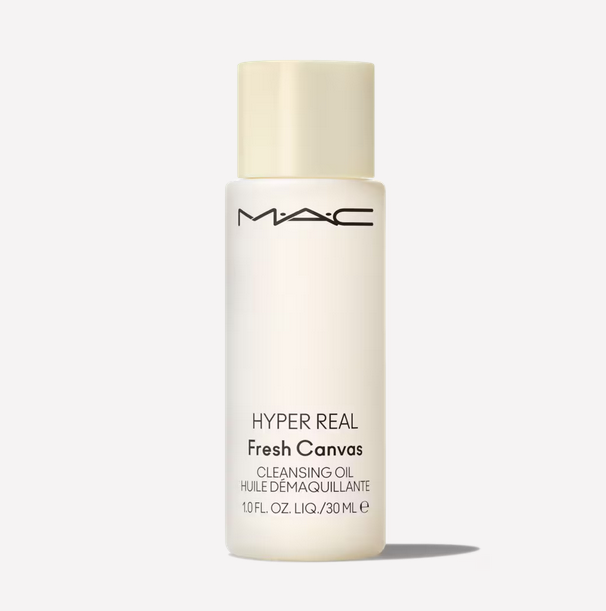 M·A·C
HYPER REAL
Fresh Canvas
CLEANSING OIL
HUILE DÉMAQUILLANTE
1.0 FL. OZ. LIQ./30 ML ℮